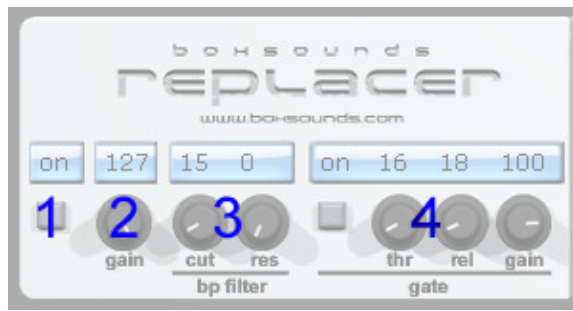 boxsounds
replacer
www.boxsounds.com
on 127 15 0 on 16 18 100
1 2 3 4
gain cut res thr rel gain
bp filter gate